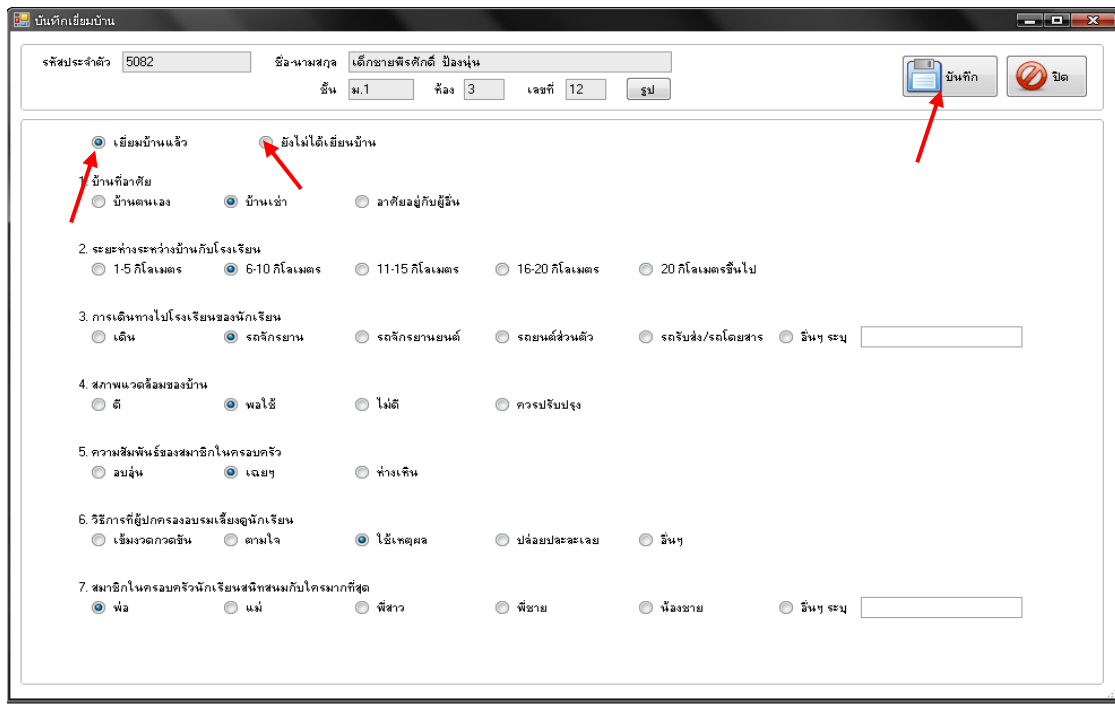 บันทึกเยี่ยมบ้าน
รหัสประจำตัว 5082 ชื่อ-นามสกุล เด็กชายพีรศักดิ์ ป้องนุ่น
ชั้น ม.1 ห้อง 3 เลขที่ 12 รูป
บันทึก ปิด
เยี่ยมบ้านแล้ว ยังไม่ได้เยี่ยนบ้าน
1. บ้านที่อาศัย
บ้านตนเอง บ้านเช่า อาศัยอยู่กับผู้อื่น
2. ระยะห่างระหว่างบ้านกับโรงเรียน
1-5 กิโลเมตร 6-10 กิโลเมตร 11-15 กิโลเมตร 16-20 กิโลเมตร 20 กิโลเมตรขึ้นไป
3. การเดินทางไปโรงเรียนของนักเรียน
เดิน รถจักรยาน รถจักรยานยนต์ รถยนต์ส่วนตัว รถรับส่ง/รถโดยสาร อื่นๆ ระบุ
4. สภาพแวดล้อมของบ้าน
ดี พอใช้ ไม่ดี ควรปรับปรุง
5. ความสัมพันธ์ของสมาชิกในครอบครัว
อบอุ่น เฉยๆ ห่างเหิน
6. วิธีการที่ผู้ปกครองอบรมเลี้ยงดูนักเรียน
เข้มงวดกวดขัน ตามใจ ใช้เหตุผล ปล่อยปะละเลย อื่นๆ
7. สมาชิกในครอบครัวนักเรียนสนิทสนมกับใครมากที่สุด
พ่อ แม่ พี่สาว พี่ชาย น้องชาย อื่นๆ ระบุ